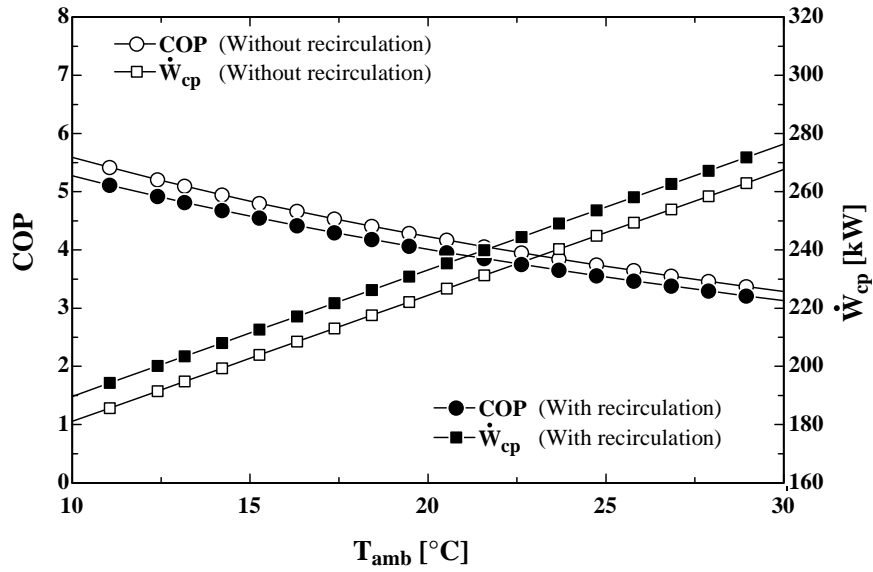 8 320
COP (Without recirculation)
Ẇcp (Without recirculation)
7 300
6 280
5 260
COP 4 240 Ẇcp [kW]
3 220
2 200
COP (With recirculation)
Ẇcp (With recirculation)
1 180
0 160
10 15 20 25 30
Tamb [°C]